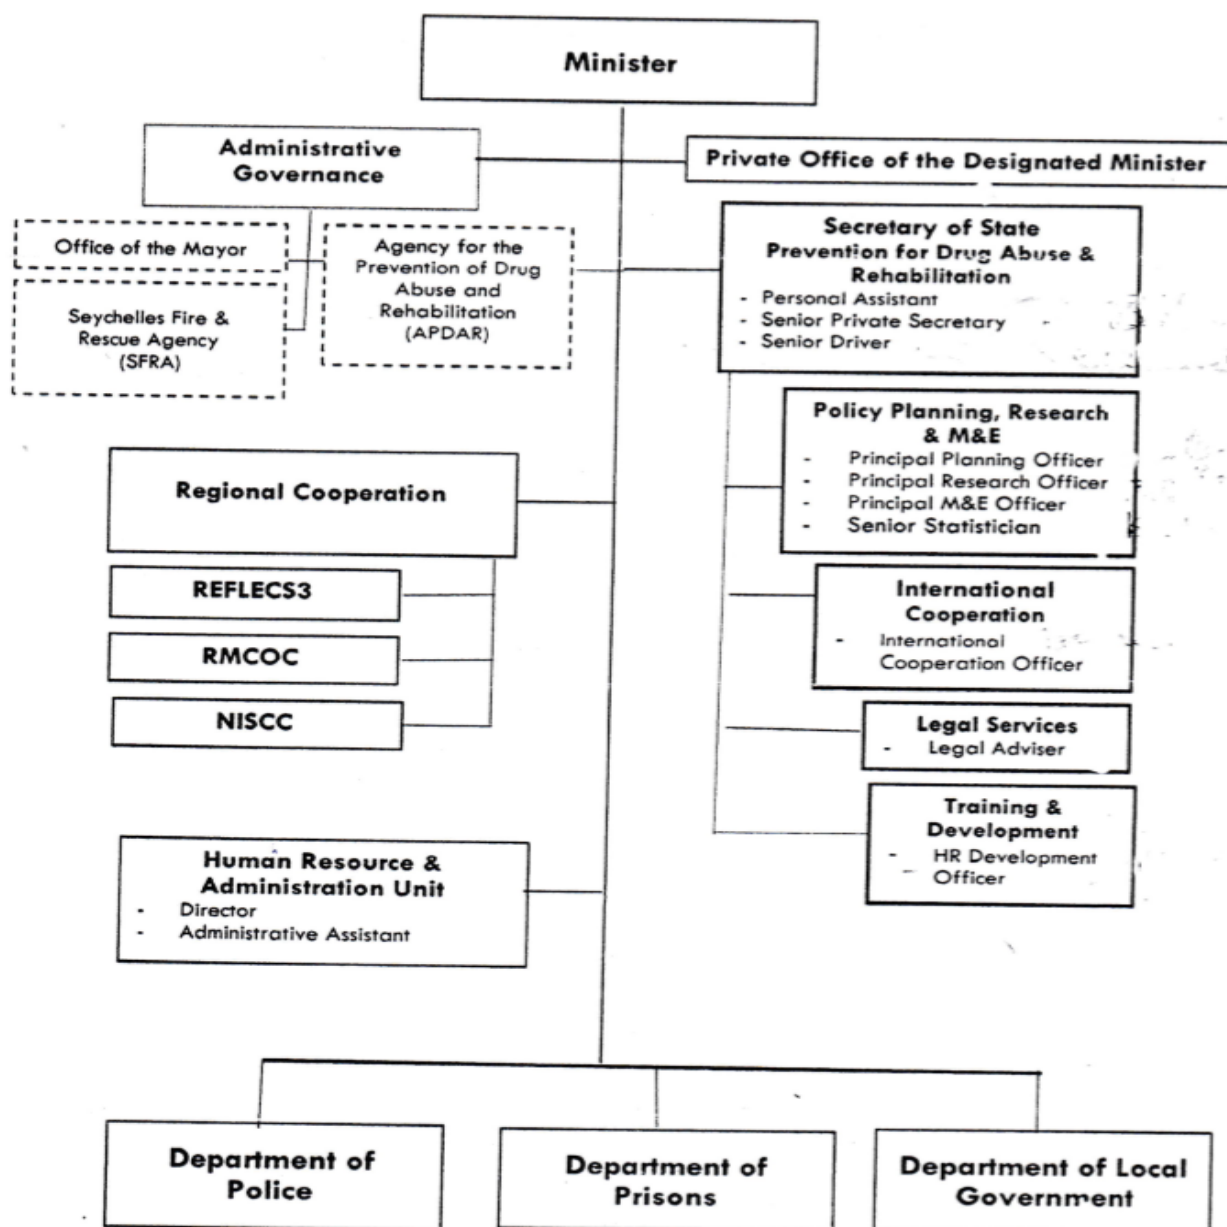 Minister
Administrative
Governance
Private Office of the Designated Minister
Office of the Mayor
Agency for the
Prevention of Drug
Abuse and
Rehabilitation
(APDAR)
Seychelles Fire &
Rescue Agency
(SFRA)
Secretary of State
Prevention for Drug Abuse &
Rehabilitation
- Personal Assistant
- Senior Private Secretary
- Senior Driver
Policy Planning, Research
& M&E
- Principal Planning Officer
- Principal Research Officer
- Principal M&E Officer
- Senior Statistician
Regional Cooperation
REFLECS3
RMCOC
NISCC
International
Cooperation
- International
Cooperation Officer
Legal Services
- Legal Adviser
Training &
Development
- HR Development
Officer
Human Resource &
Administration Unit
- Director
- Administrative Assistant
Department of
Police
Department of
Prisons
Department of Local
Government